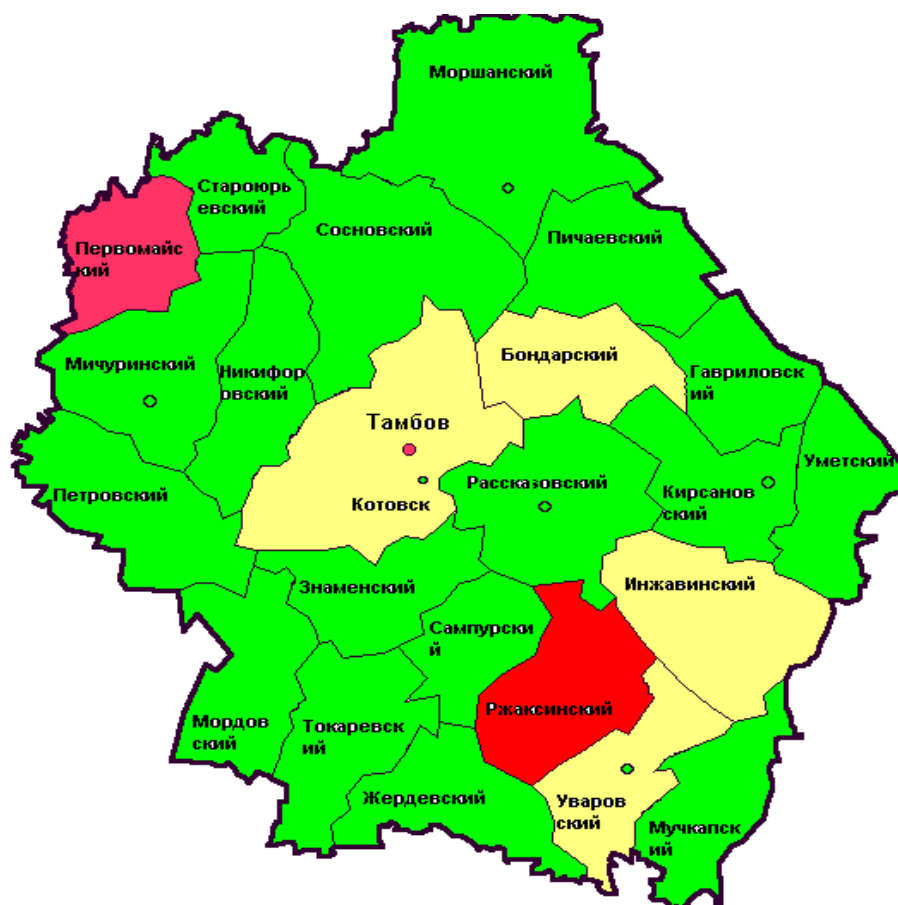 Моршанский
Староюрь
евский
Сосновский
Пичаевский
Первомайс
кий
Мичуринский
Никифор
овский
Бондарский
Гавриловск
ий
Тамбов
Петровский
Котовск
Рассказовский
Кирсанов
ский
Уметский
Знаменский
Инжавинский
Сампурски
й
Ржаксинский
Мордов
ский
Токаревск
ий
Жердевский
Уваров
ский
Мучкапск
ий